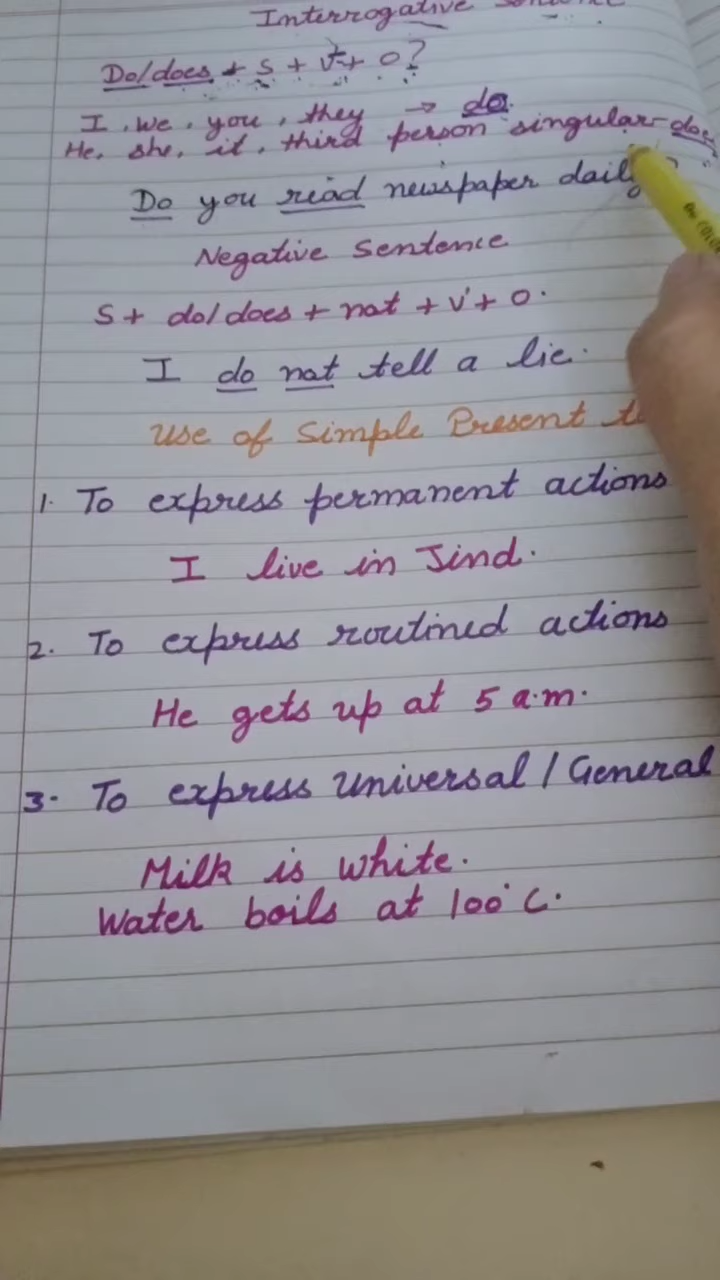 Interrogative
Do/does + S + V + O?
I, we, you, they → do
He, she, it, third person singular - does
Do you read newspaper daily?
Negative Sentence
S + do/does + not + V' + O.
I do not tell a lie.
Use of Simple Present
1. To express permanent actions
I live in Jind.
2. To express routined actions
He gets up at 5 a.m.
3. To express Universal / General
Milk is white.
Water boils at 100°C.